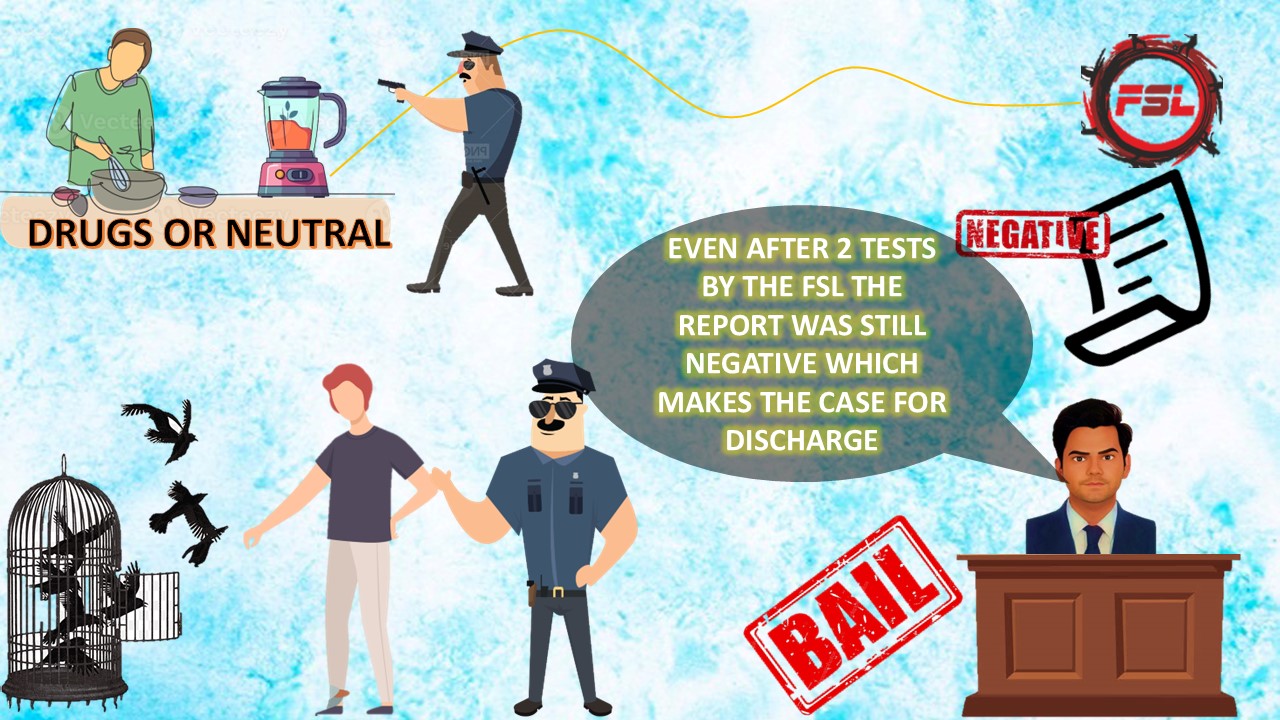 DRUGS OR NEUTRAL
FSL
NEGATIVE
EVEN AFTER 2 TESTS
BY THE FSL THE
REPORT WAS STILL
NEGATIVE WHICH
MAKES THE CASE FOR
DISCHARGE
BAIL